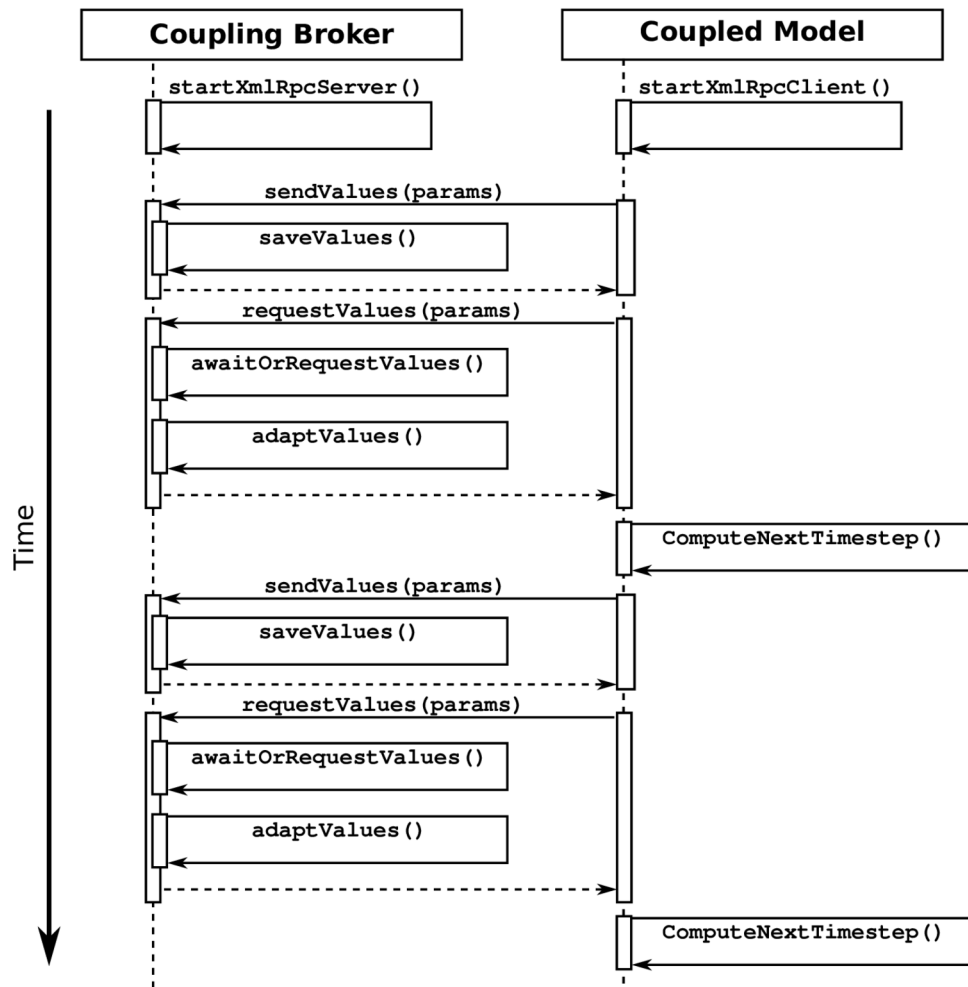 Coupling Broker
Coupled Model
startXmlRpcServer()
startXmlRpcClient()
sendValues(params)
saveValues()
requestValues(params)
awaitOrRequestValues()
adaptValues()
Time
ComputeNextTimestep()
sendValues(params)
saveValues()
requestValues(params)
awaitOrRequestValues()
adaptValues()
ComputeNextTimestep()